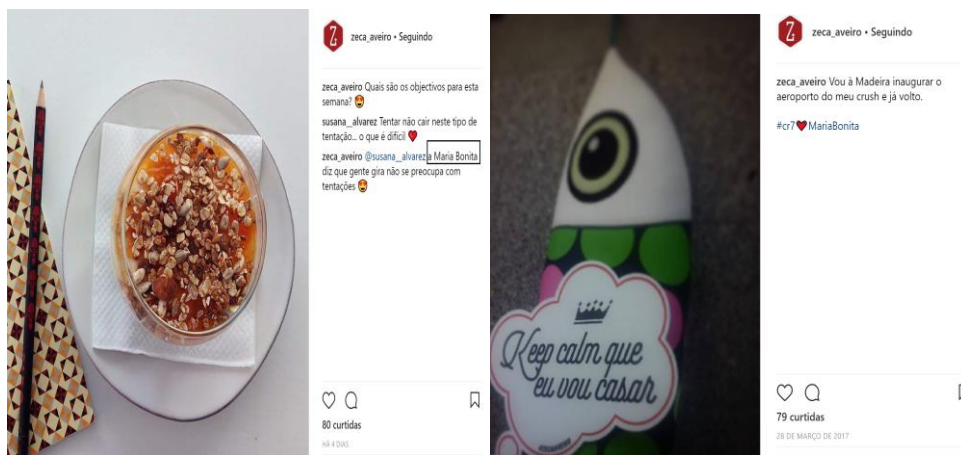 Z
zeca_aveiro • Seguindo
zeca_aveiro Quais são os objectivos para esta
semana? 😍
susana__alvarez Tentar não cair neste tipo de
tentação... o que é difícil ❤️
zeca_aveiro @susana__alvarez a Maria Bonita
diz que gente gira não se preocupa com
tentações 😍
80 curtidas
HÁ 4 DIAS
Keep calm que
eu vou casar
Z
zeca_aveiro • Seguindo
zeca_aveiro Vou à Madeira inaugurar o
aeroporto do meu crush e já volto.
#cr7❤️MariaBonita
79 curtidas
28 DE MARÇO DE 2017